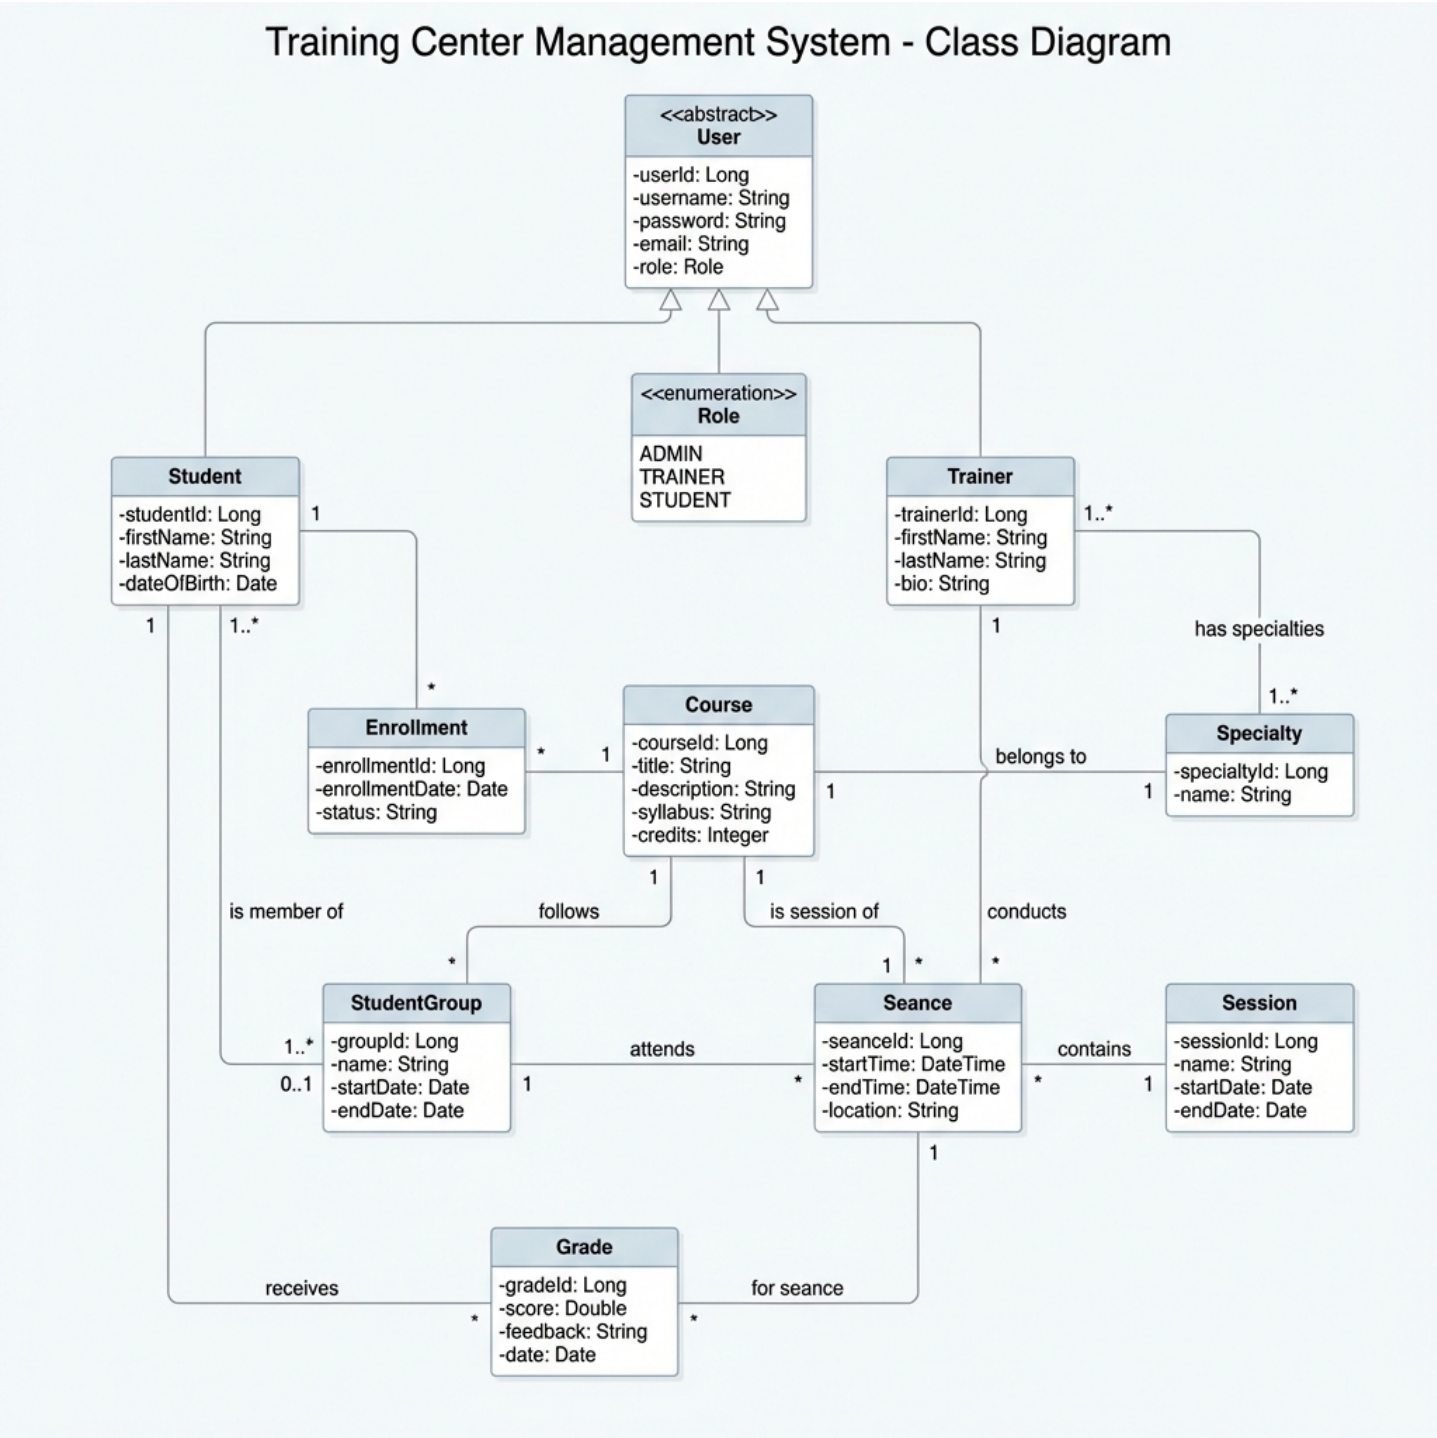 Training Center Management System - Class Diagram
<<abstract>>
User
-userId: Long
-username: String
-password: String
-email: String
-role: Role
<<enumeration>>
Role
ADMIN
TRAINER
STUDENT
Student
-studentId: Long
-firstName: String
-lastName: String
-dateOfBirth: Date
1
1
1..*
Trainer
-trainerId: Long
-firstName: String
-lastName: String
-bio: String
1..*
1
has specialties
1..*
*
Enrollment
-enrollmentId: Long
-enrollmentDate: Date
-status: String
*
1
Course
-courseId: Long
-title: String
-description: String
-syllabus: String
-credits: Integer
1
belongs to
1
Specialty
-specialtyId: Long
-name: String
1
1
is member of
follows
is session of
conducts
*
1
*
*
StudentGroup
-groupId: Long
-name: String
-startDate: Date
-endDate: Date
1..*
0..1
1
attends
*
Seance
-seanceId: Long
-startTime: DateTime
-endTime: DateTime
-location: String
*
contains
1
Session
-sessionId: Long
-name: String
-startDate: Date
-endDate: Date
1
Grade
-gradeId: Long
-score: Double
-feedback: String
-date: Date
receives
*
for seance
*